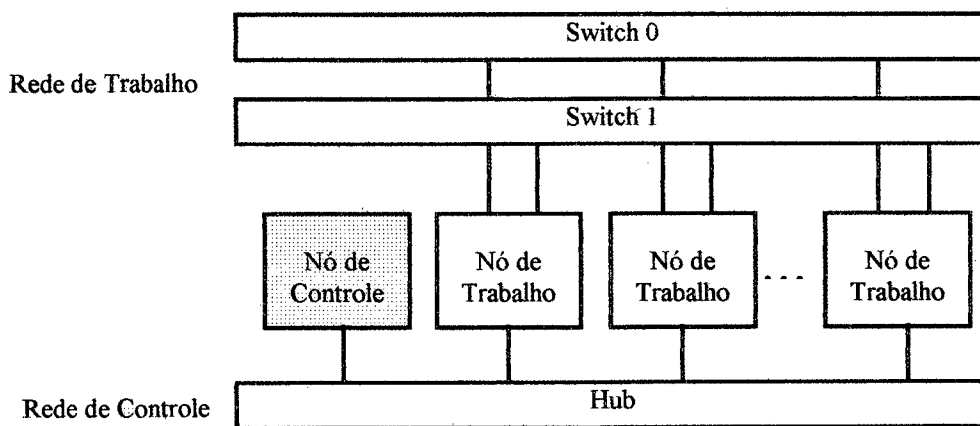 Switch 0
Rede de Trabalho
Switch 1
Nó de
Controle
Nó de
Trabalho
Nó de
Trabalho
. . .
Nó de
Trabalho
Hub
Rede de Controle